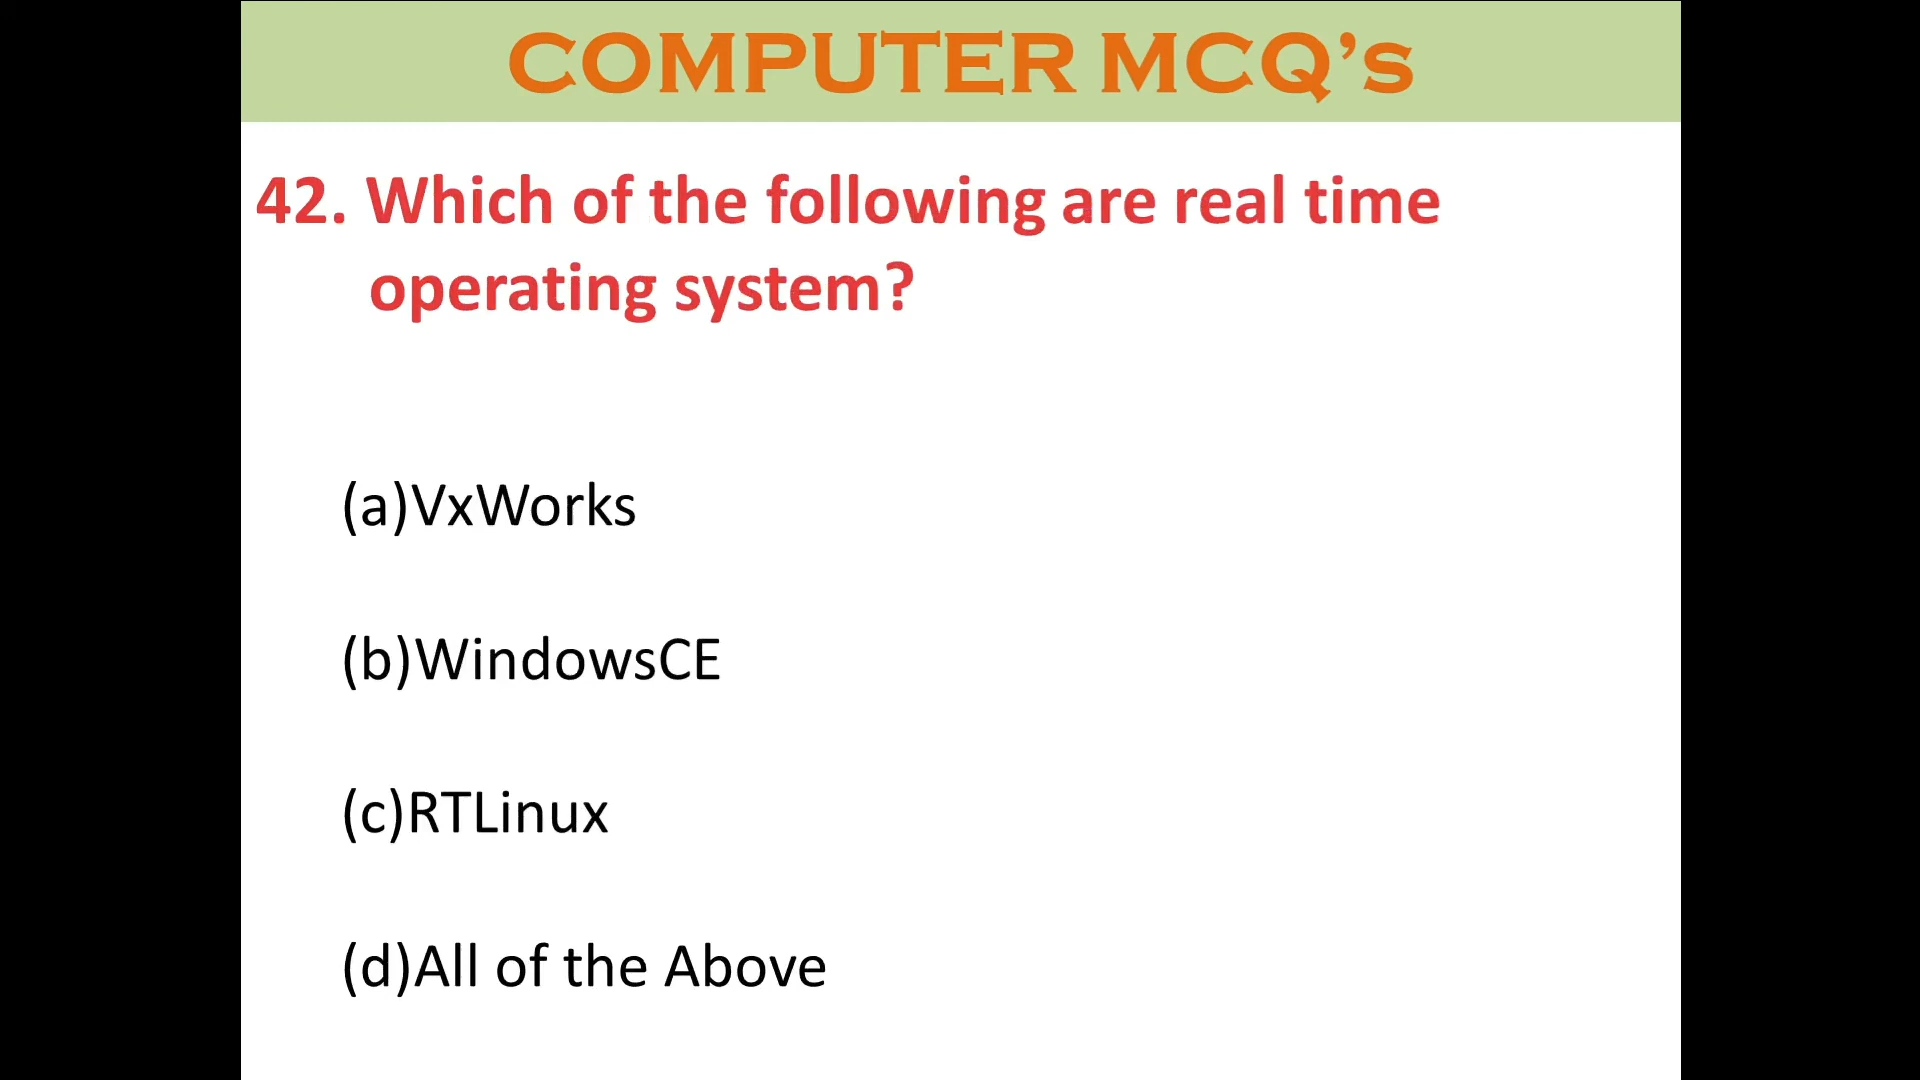 COMPUTER MCQ’s
42. Which of the following are real time
operating system?
(a)VxWorks
(b)WindowsCE
(c)RTLinux
(d)All of the Above